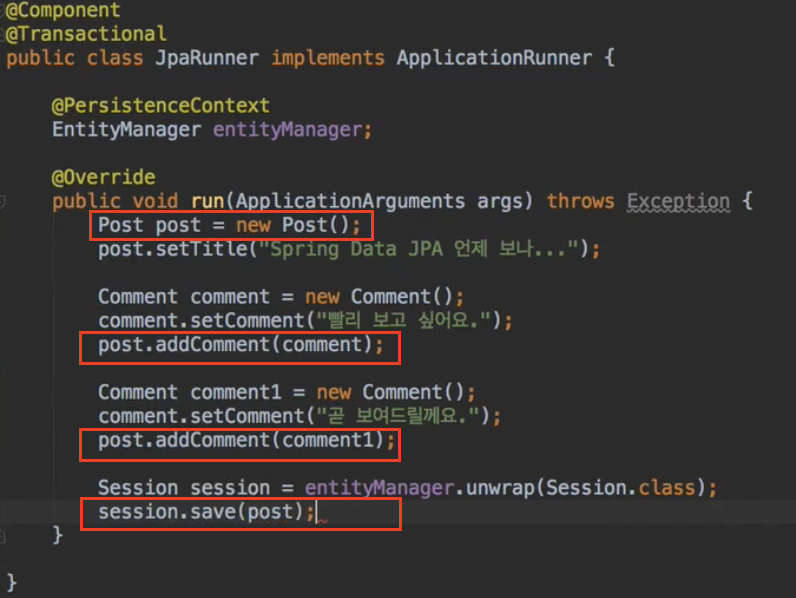 @Component
@Transactional
public class JpaRunner implements ApplicationRunner {
@PersistenceContext
EntityManager entityManager;
@Override
public void run(ApplicationArguments args) throws Exception {
Post post = new Post();
post.setTitle("Spring Data JPA 언제 보나...");
Comment comment = new Comment();
comment.setComment("빨리 보고 싶어요.");
post.addComment(comment);
Comment comment1 = new Comment();
comment.setComment("곧 보여드릴께요.");
post.addComment(comment1);
Session session = entityManager.unwrap(Session.class);
session.save(post);
}
}